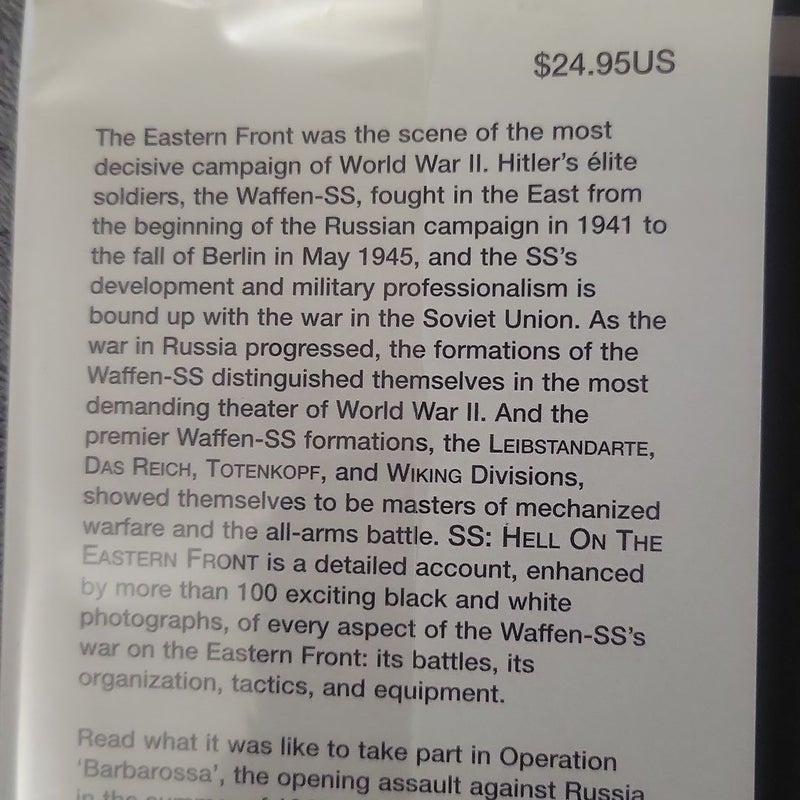 $24.95US
The Eastern Front was the scene of the most
decisive campaign of World War II. Hitler's élite
soldiers, the Waffen-SS, fought in the East from
the beginning of the Russian campaign in 1941 to
the fall of Berlin in May 1945, and the SS's
development and military professionalism is
bound up with the war in the Soviet Union. As the
war in Russia progressed, the formations of the
Waffen-SS distinguished themselves in the most
demanding theater of World War II. And the
premier Waffen-SS formations, the LEIBSTANDARTE,
DAS REICH, TOTENKOPF, and WIKING Divisions,
showed themselves to be masters of mechanized
warfare and the all-arms battle. SS: HELL ON THE
EASTERN FRONT is a detailed account, enhanced
by more than 100 exciting black and white
photographs, of every aspect of the Waffen-SS's
war on the Eastern Front: its battles, its
organization, tactics, and equipment.
Read what it was like to take part in Operation
'Barbarossa', the opening assault against Russia
in the summer of